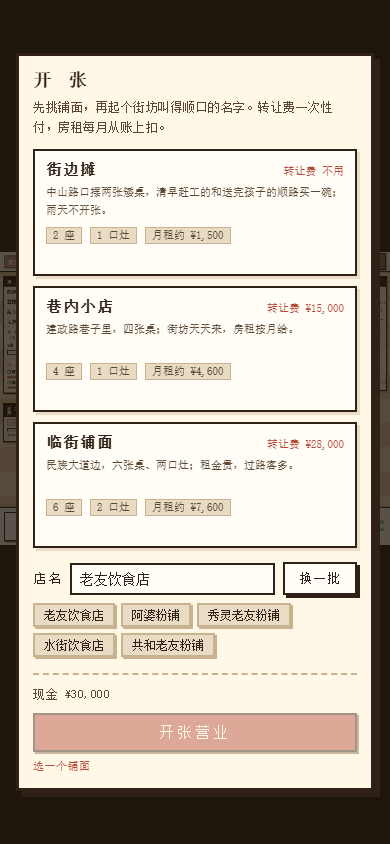 开 张
先挑铺面，再起个街坊叫得顺口的名字。转让费一次性
付，房租每月从账上扣。
街边摊 转让费 不用
中山路口摆两张矮桌，清早赶工的和送完孩子的顺路买一碗；
雨天不开张。
2 座 1 口灶 月租约 ¥1,500
巷内小店 转让费 ¥15,000
建政路巷子里，四张桌；街坊天天来，房租按月给。
4 座 1 口灶 月租约 ¥4,600
临街铺面 转让费 ¥28,000
民族大道边，六张桌、两口灶；租金贵，过路客多。
6 座 2 口灶 月租约 ¥7,600
店名 老友饮食店 换一批
老友饮食店 阿婆粉铺 秀灵老友粉铺
水街饮食店 共和老友粉铺
现金 ¥30,000
开张营业
选一个铺面